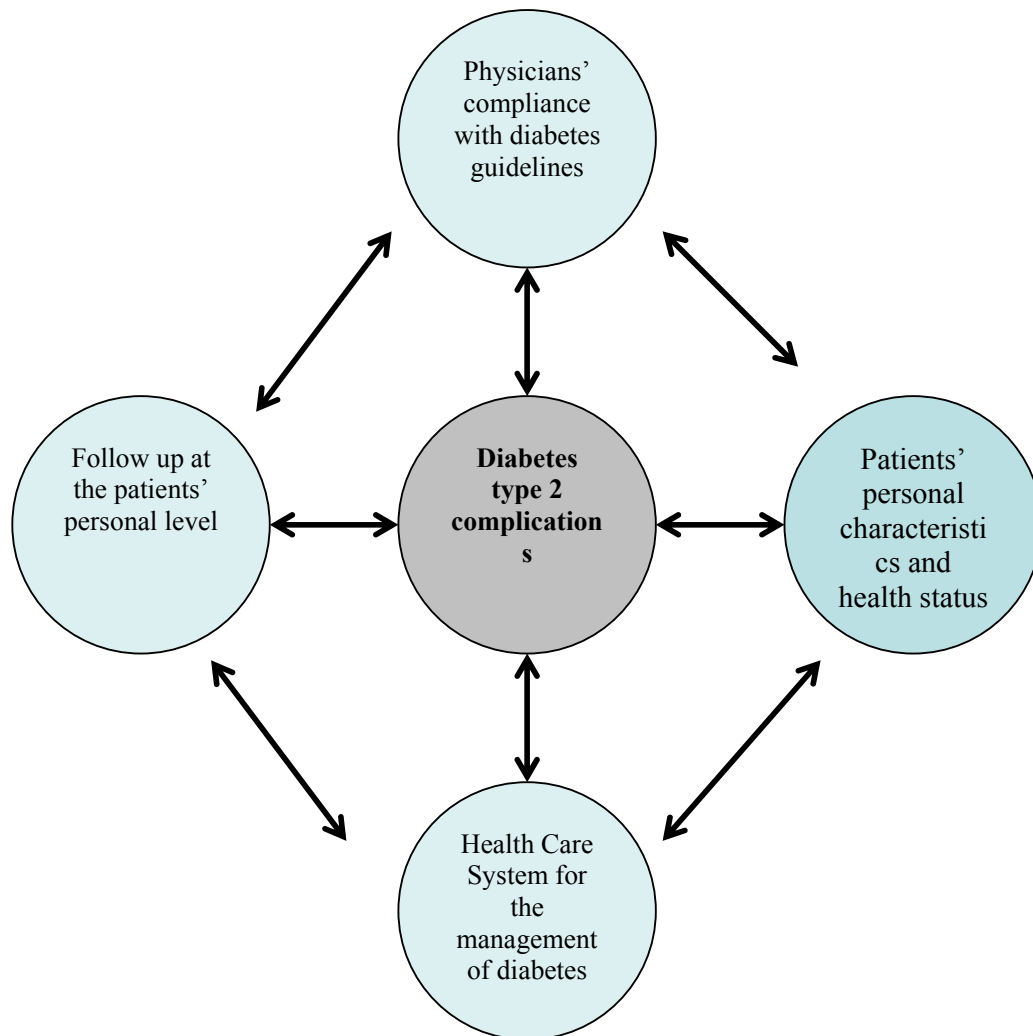 Physicians’
compliance
with diabetes
guidelines
Follow up at
the patients’
personal level
Diabetes
type 2
complication
s
Patients’
personal
characteristi
cs and
health status
Health Care
System for
the
management
of diabetes